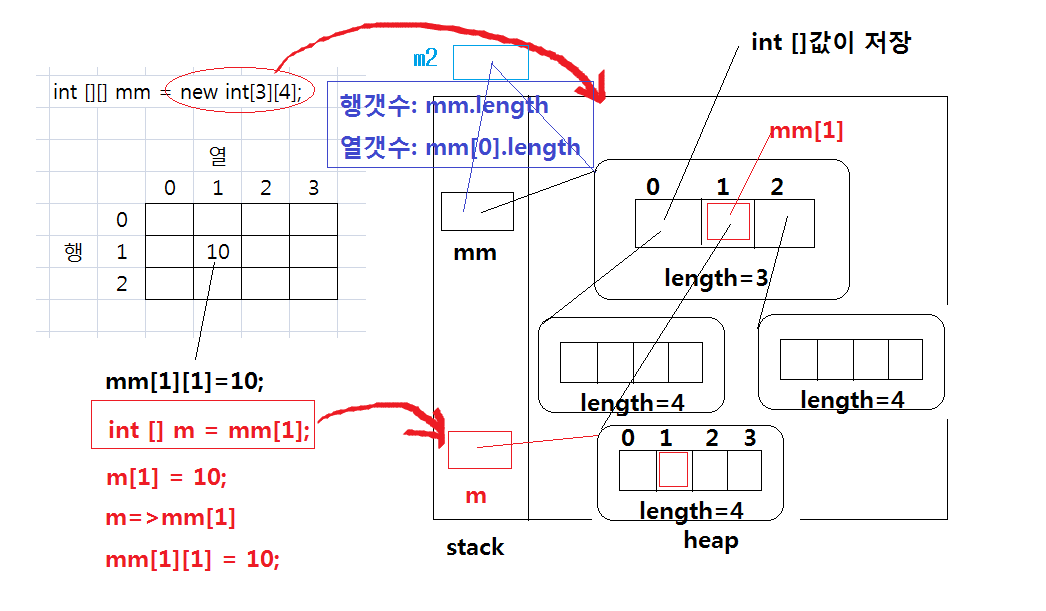 int []값이 저장
m2
int [][] mm = new int[3][4];
행갯수: mm.length
열갯수: mm[0].length
mm[1]
열
0 1 2 3
0
행 1 10
2
0 1 2
length=3
mm
length=4
length=4
mm[1][1]=10;
int [] m = mm[1];
m[1] = 10;
m=>mm[1]
mm[1][1] = 10;
m
0 1 2 3
length=4
stack
heap